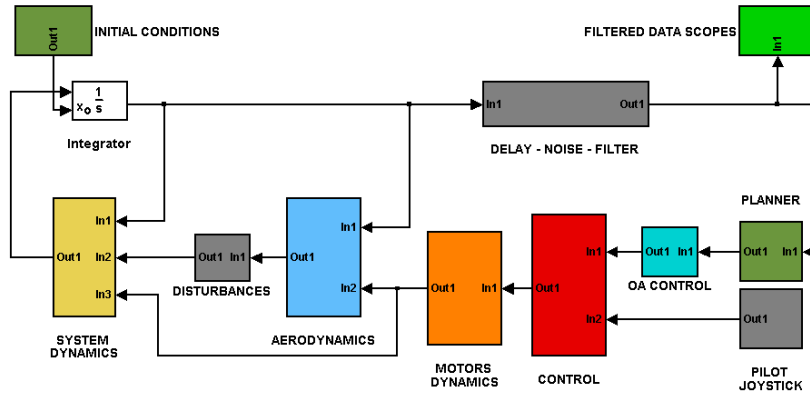 INITIAL CONDITIONS
FILTERED DATA SCOPES
Out1
In1
1
s
x o
Integrator
In1
Out1
DELAY - NOISE - FILTER
PLANNER
In1
Out1
In2
In3
Out1
In1
DISTURBANCES
Out1
In1
In2
Out1
In1
Out1
In1
In2
Out1
In1
OA CONTROL
Out1
In1
Out1
SYSTEM
DYNAMICS
AERODYNAMICS
MOTORS
DYNAMICS
CONTROL
PILOT
JOYSTICK